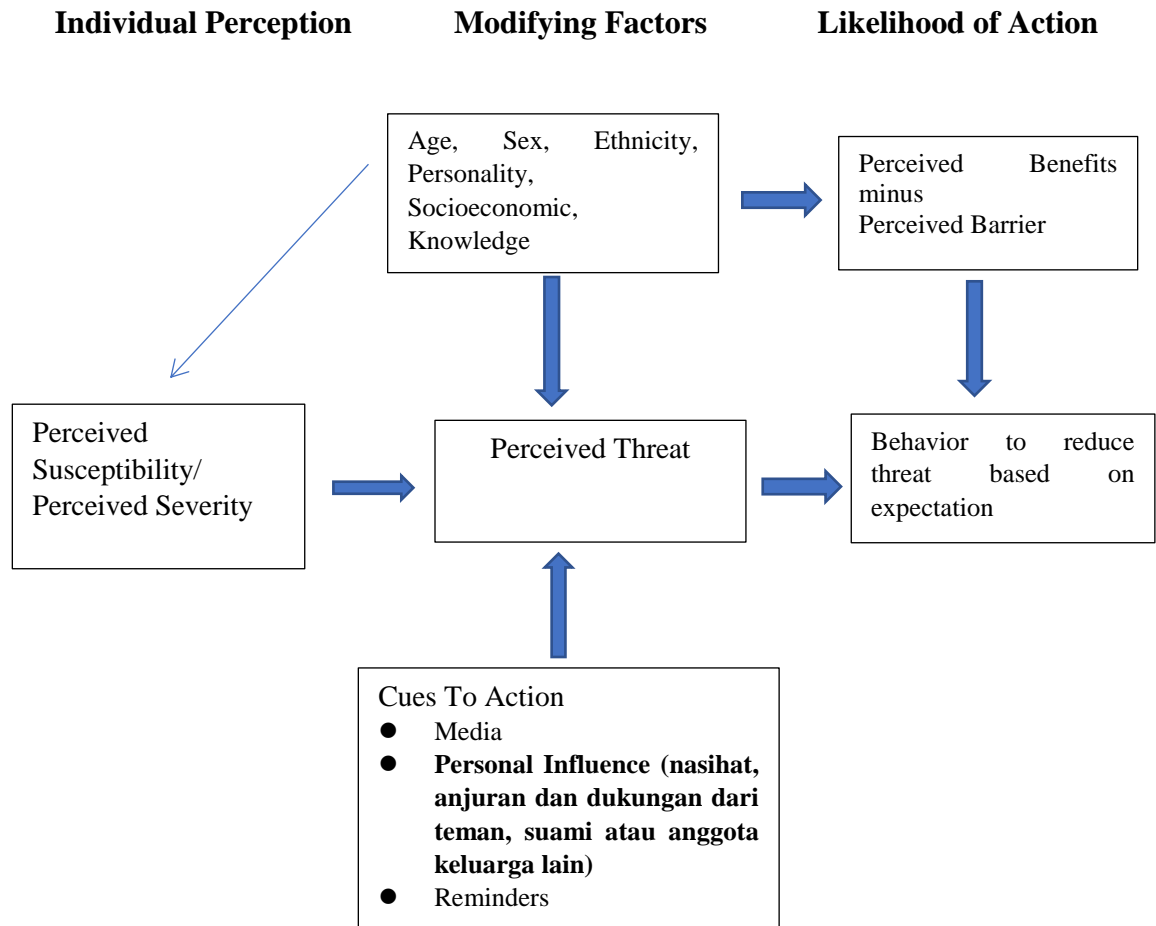 Individual Perception Modifying Factors Likelihood of Action
Age, Sex, Ethnicity,
Personality,
Socioeconomic,
Knowledge
Perceived Benefits
minus
Perceived Barrier
Perceived
Susceptibility/
Perceived Severity
Perceived Threat
Behavior to reduce
threat based on
expectation
Cues To Action
● Media
● Personal Influence (nasihat,
anjuran dan dukungan dari
teman, suami atau anggota
keluarga lain)
● Reminders